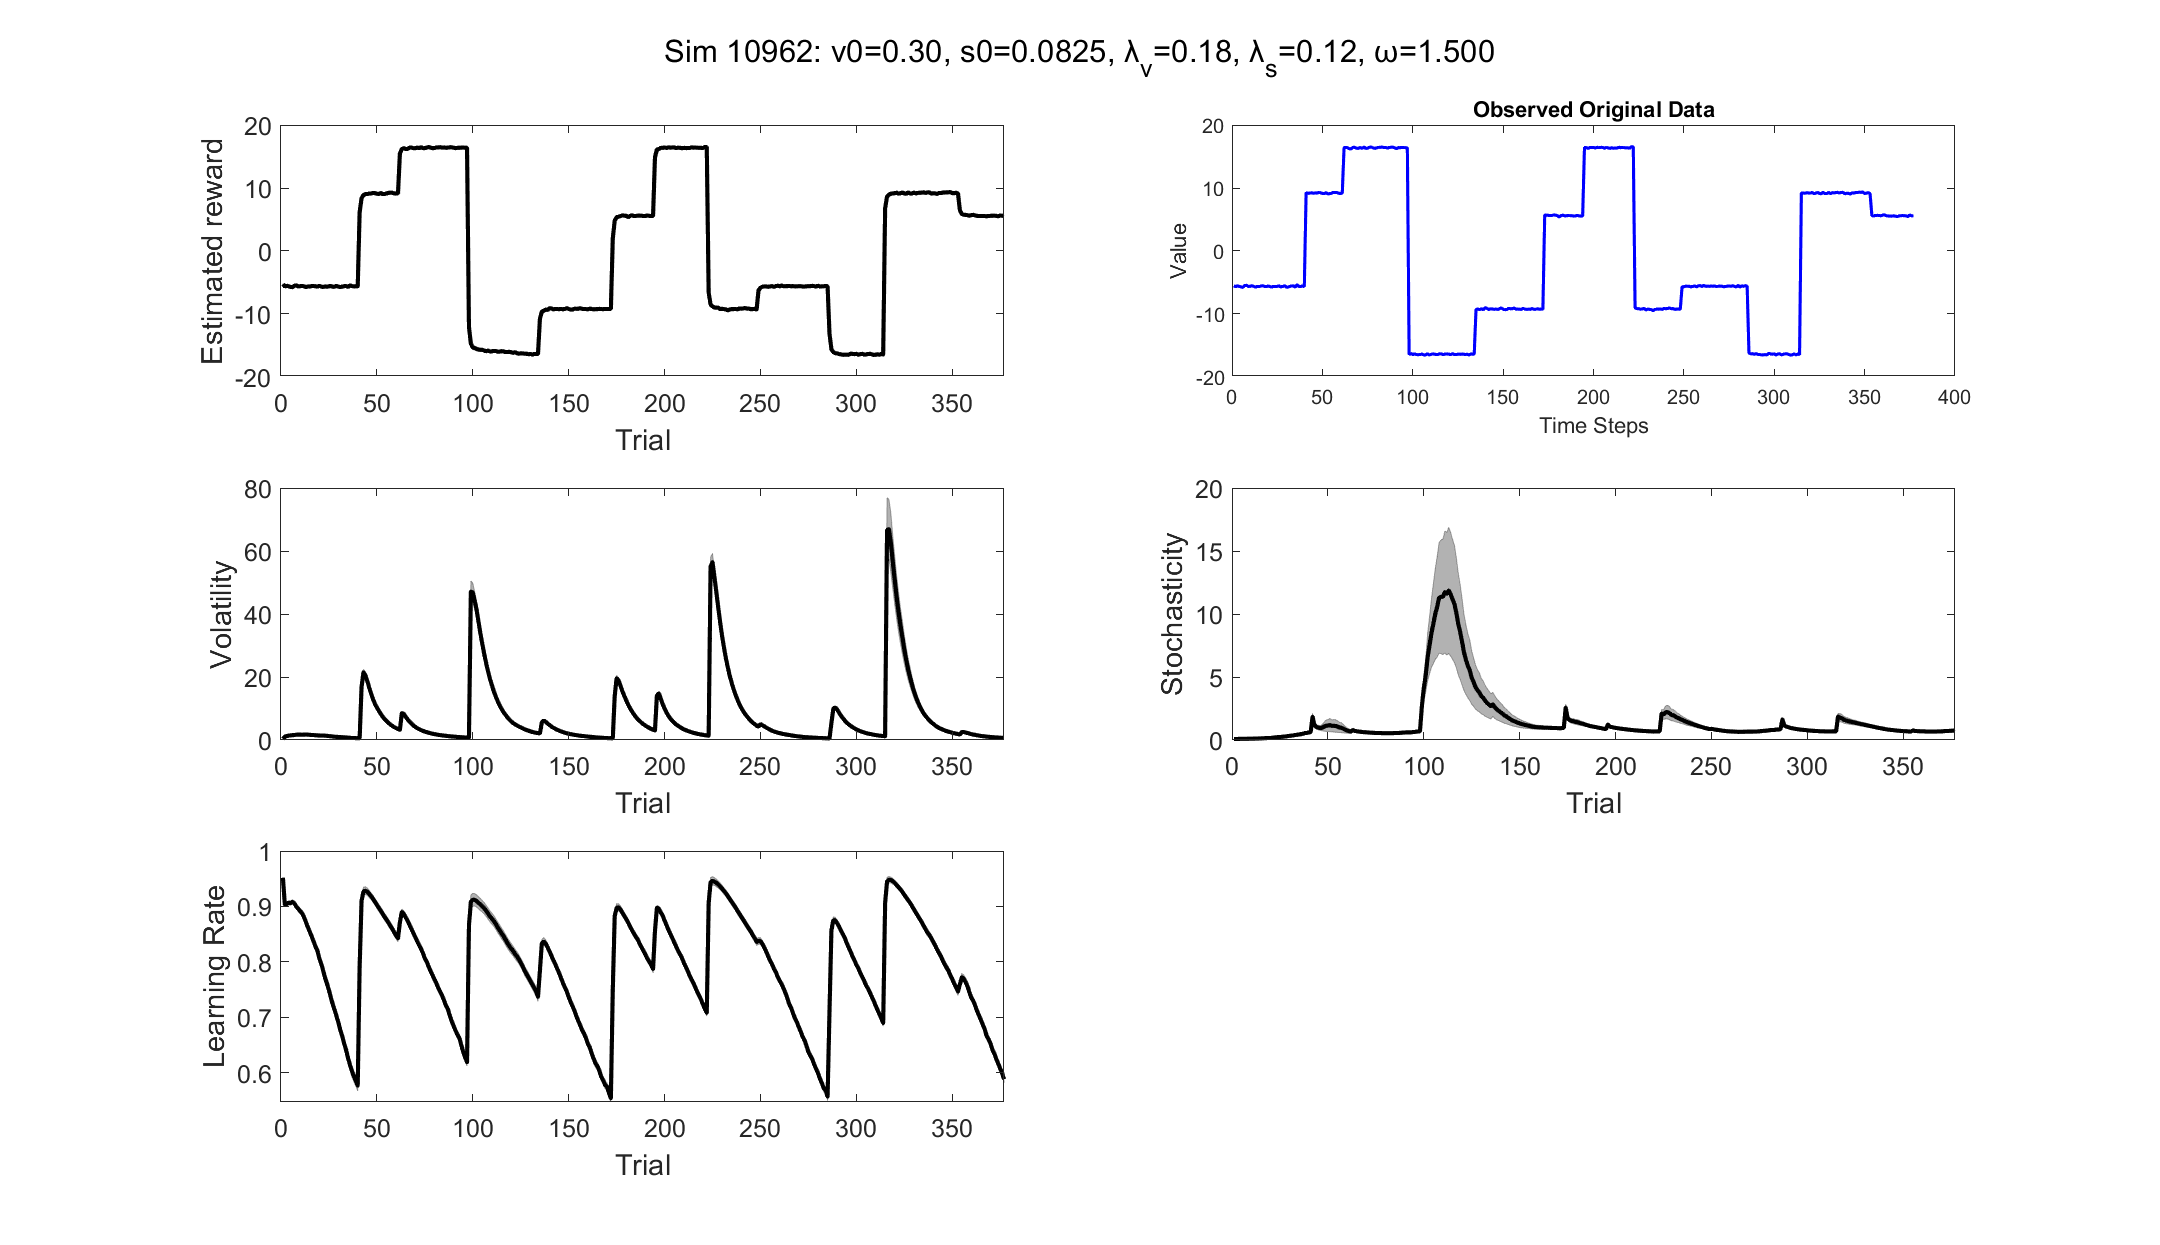 Sim 10962: v0=0.30, s0=0.0825, λv=0.18, λs=0.12, ω=1.500
20
10
0
-10
-20
Estimated reward
0 50 100 150 200 250 300 350
Trial
Observed Original Data
20
10
0
-10
-20
Value
0 50 100 150 200 250 300 350 400
Time Steps
80
60
40
20
0
Volatility
0 50 100 150 200 250 300 350
Trial
20
15
10
5
0
Stochasticity
0 50 100 150 200 250 300 350
Trial
1
0.9
0.8
0.7
0.6
Learning Rate
0 50 100 150 200 250 300 350
Trial